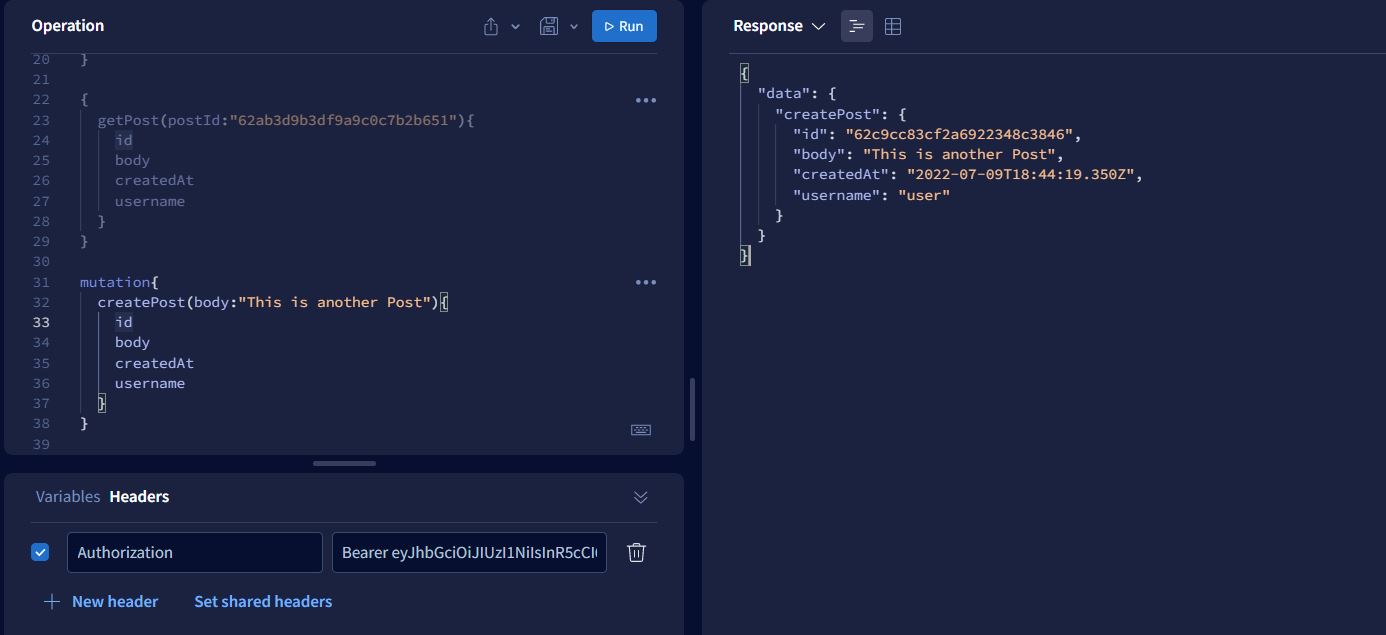 Operation
Run
20 }
21
22 {
23 getPost(postId:"62ab3d9b3df9a9c0c7b2b651"){
24 id
25 body
26 createdAt
27 username
28 }
29 }
30
31 mutation{
32 createPost(body:"This is another Post"){
33 id
34 body
35 createdAt
36 username
37 }
38 }
39
Variables Headers
Authorization Bearer eyJhbGciOiJIUzI1NiIsInR5cCI
New header Set shared headers
Response
{
"data": {
"createPost": {
"id": "62c9cc83cf2a6922348c3846",
"body": "This is another Post",
"createdAt": "2022-07-09T18:44:19.350Z",
"username": "user"
}
}
}